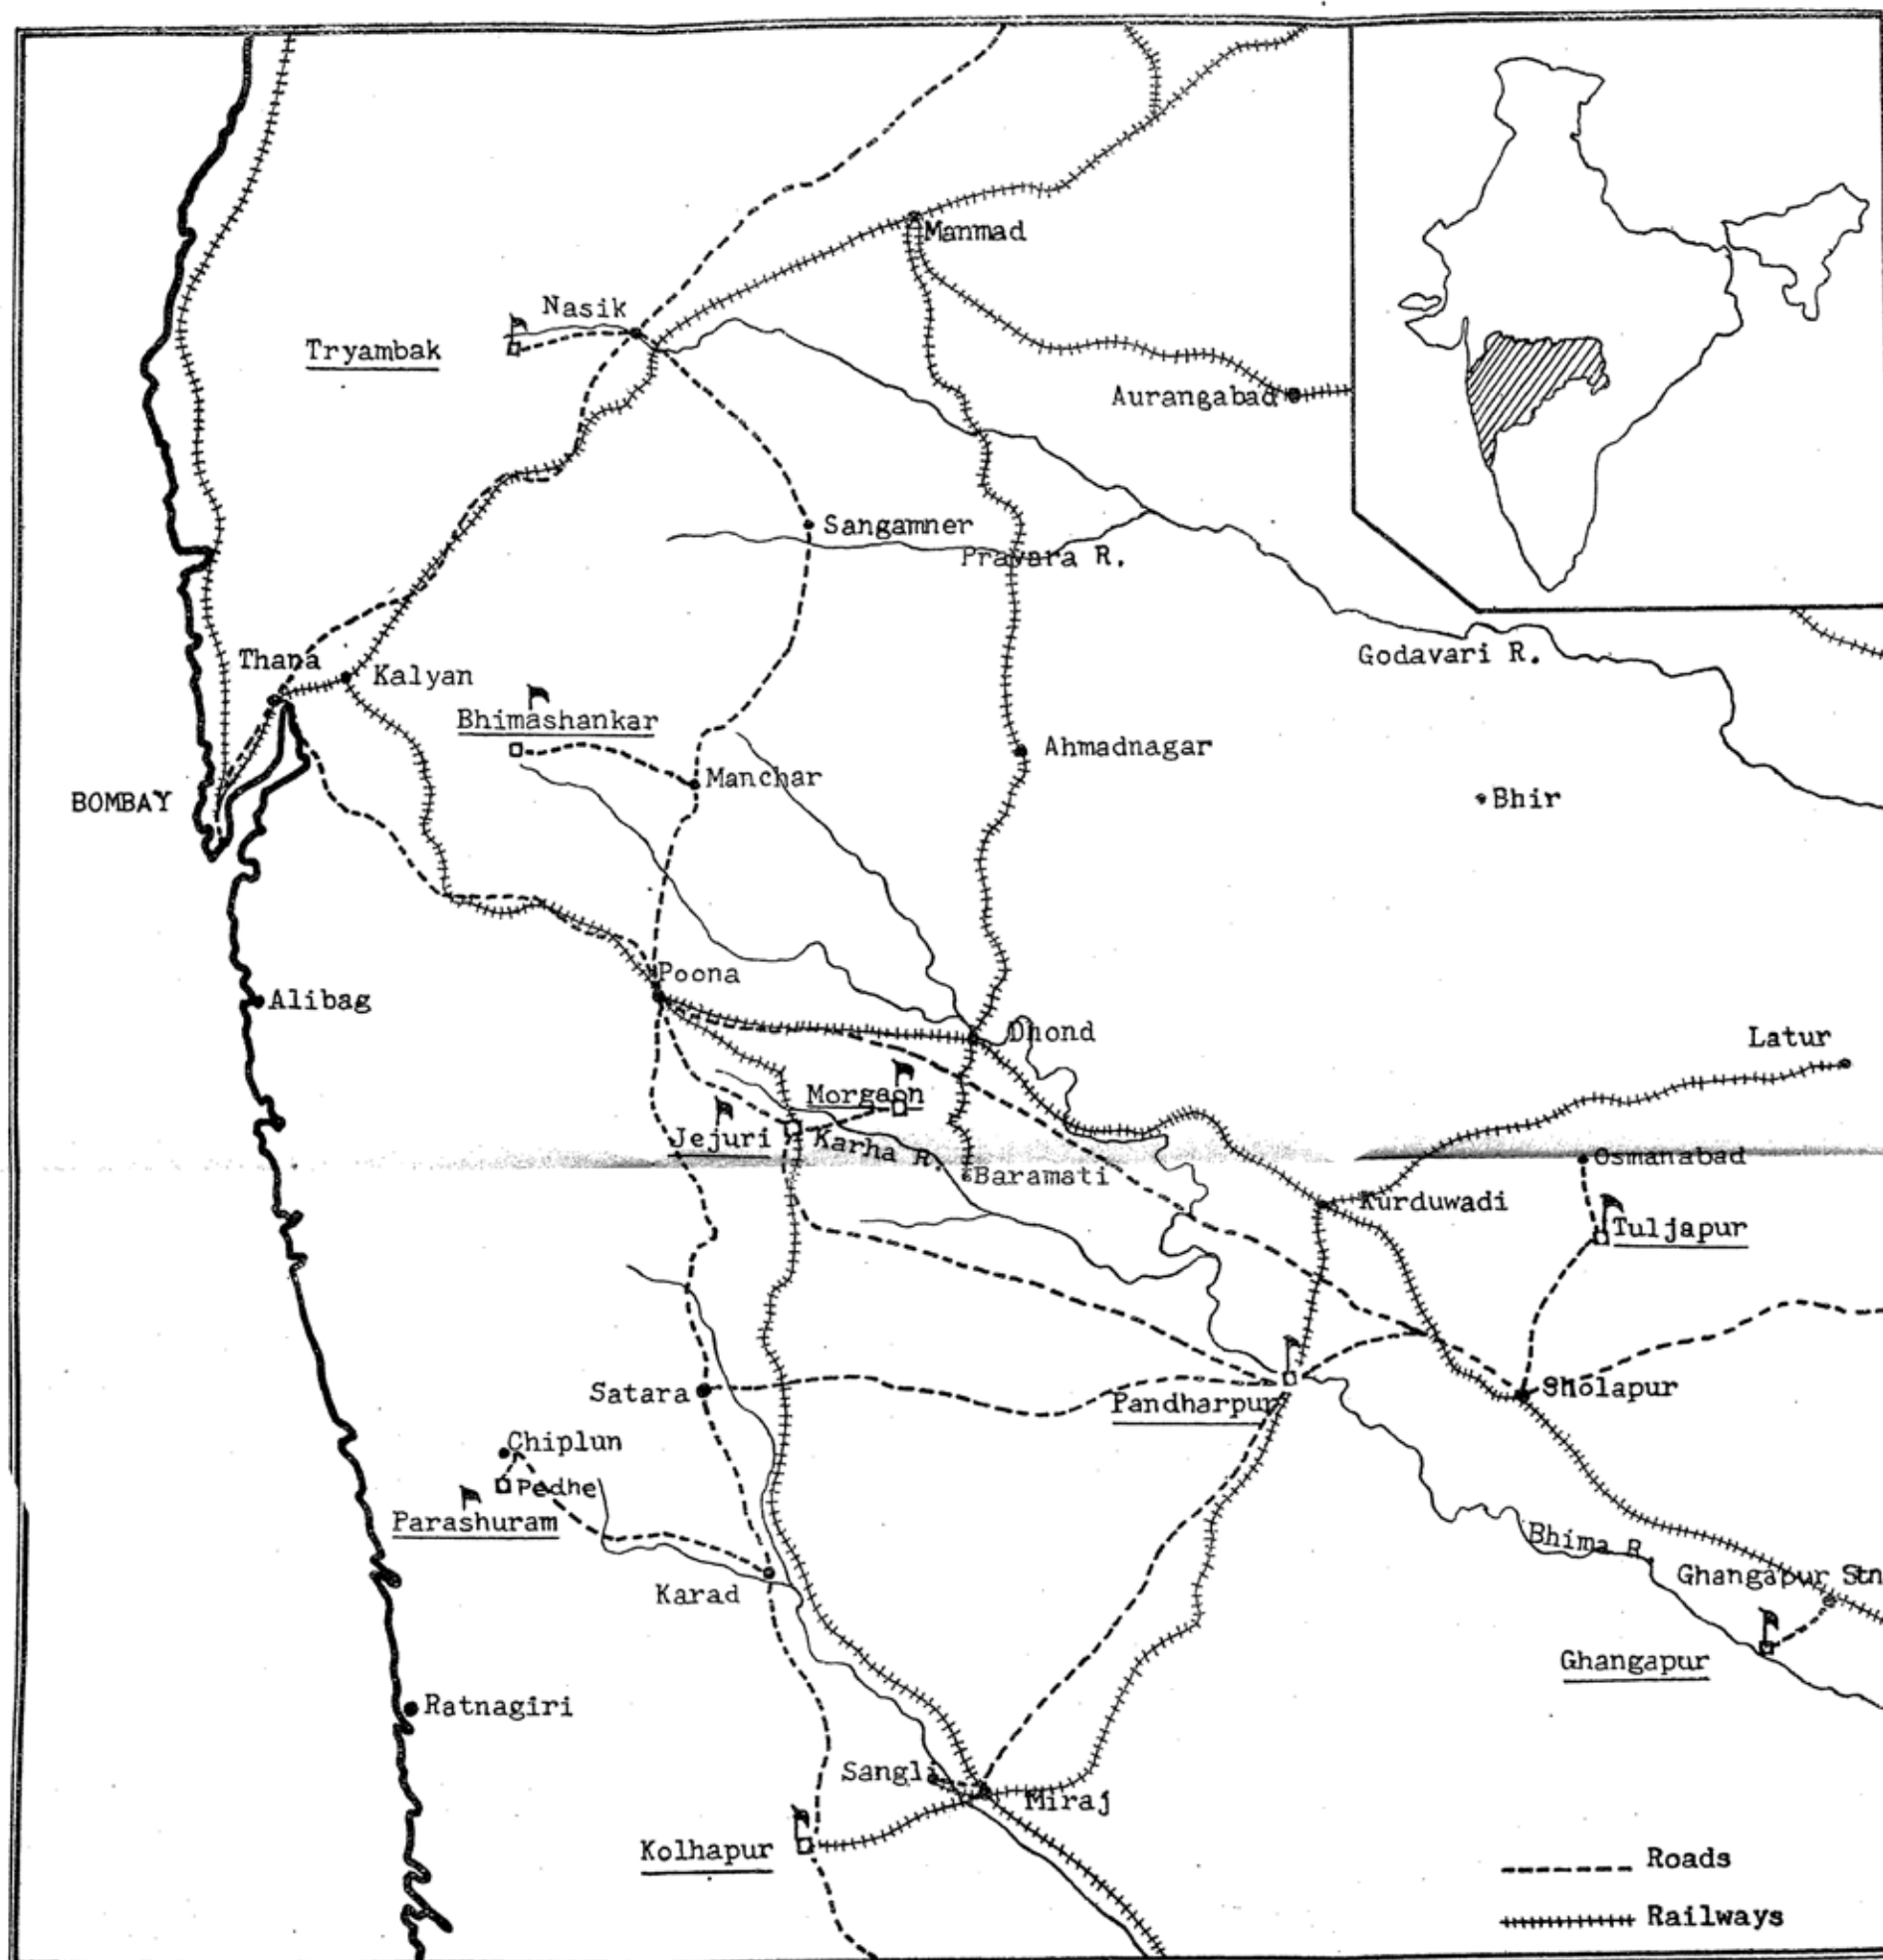 Manmad
Nasik
Tryambak
Aurangabad
Sangamner
Pravara R.
Godavari R.
Thana
Kalyan
Bhimashankar
Ahmadnagar
Manchar
BOMBAY
Bhir
Poona
Alibag
Dhond
Latur
Morgaon
Jejuri
Karha R.
Baramati
Osmanabad
Kurduwadi
Tuljapur
Satara
Pandharpur
Sholapur
Chiplun
Pedhe
Parashuram
Bhima R.
Ghangapur Stn
Karad
Ghangapur
Ratnagiri
Sangli
Miraj
Kolhapur
Roads
Railways